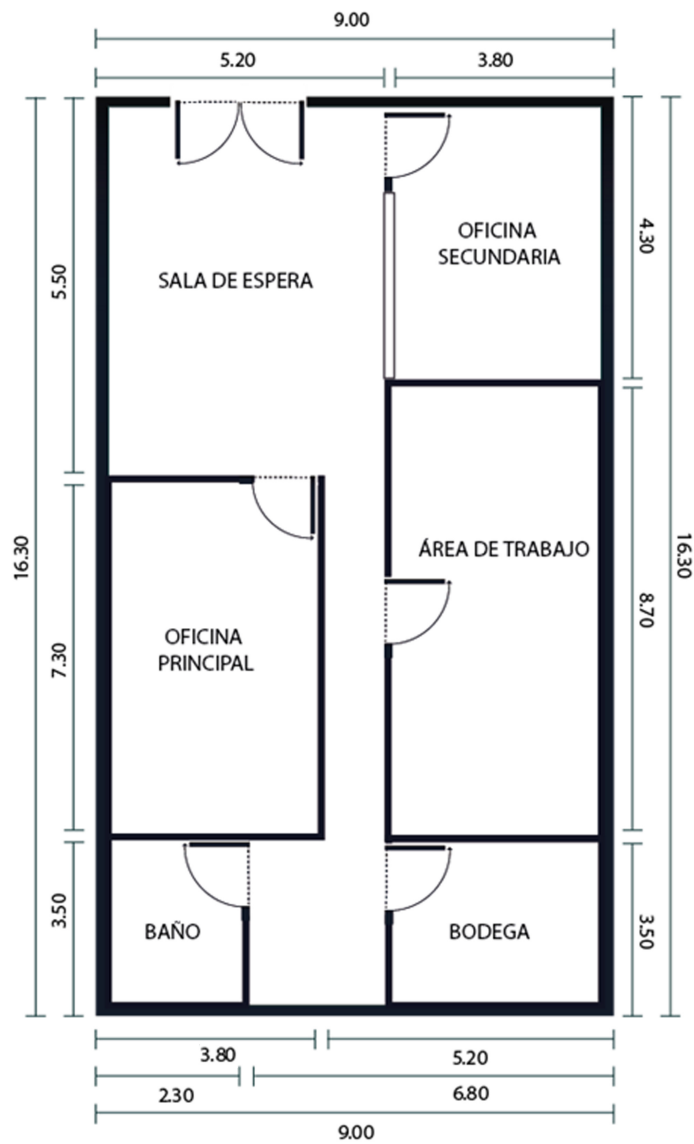 9.00
5.20
3.80
OFICINA
SECUNDARIA
4.30
SALA DE ESPERA
5.50
16.30
16.30
ÁREA DE TRABAJO
8.70
OFICINA
PRINCIPAL
7.30
3.50
BAÑO
BODEGA
3.50
3.80
5.20
2.30
6.80
9.00